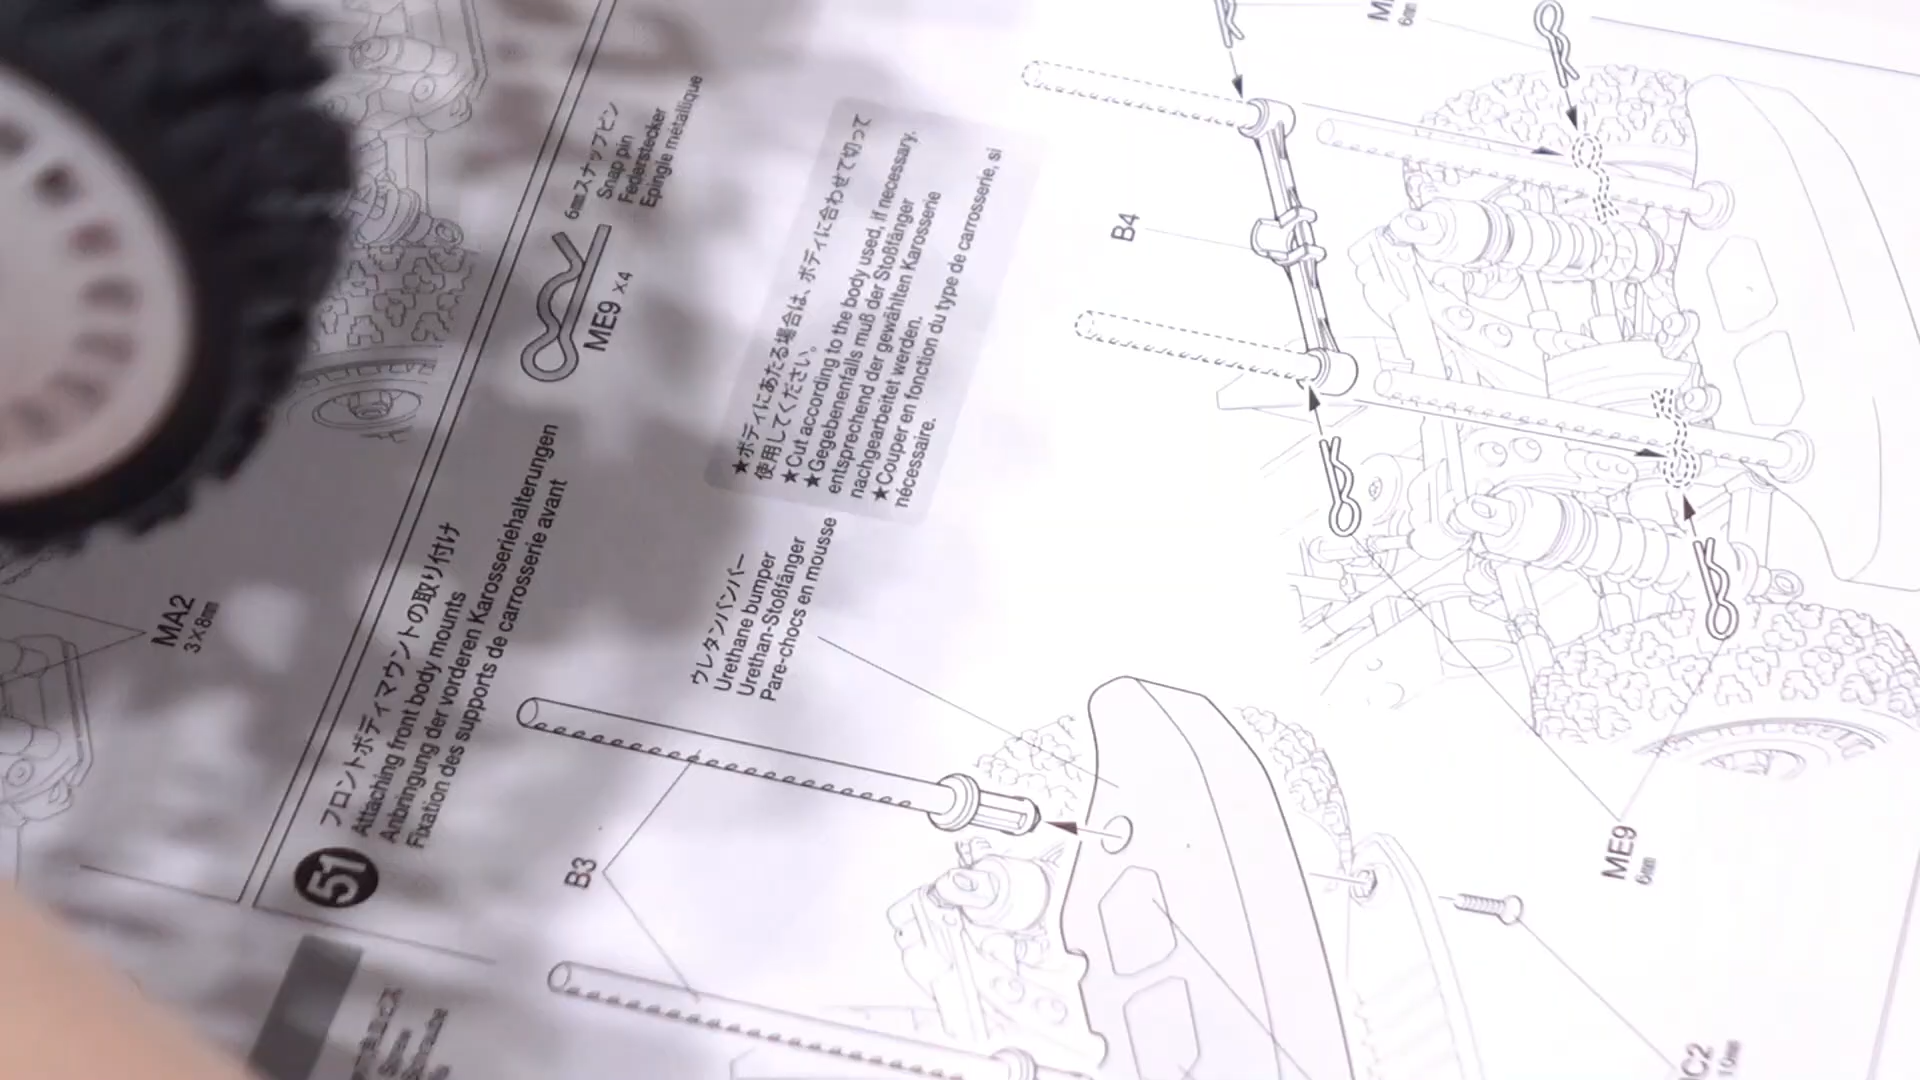 MA2
3×8mm
51
フロントボディマウントの取り付け
Attaching front body mounts
Anbringung der vorderen Karosseriehalterungen
Fixation des supports de carrosserie avant
ME9 ×4
6mmスナップピン
Snap pin
Federstecker
Epingle métallique
★ボディにあたる場合は、ボディに合わせて切って
使用してください。
★Cut according to the body used, if necessary.
★Gegebenenfalls muß der Stoßfänger
entsprechend der gewählten Karosserie
nachgearbeitet werden.
★Couper en fonction du type de carrosserie, si
nécessaire.
ウレタンバンパー
Urethane bumper
Urethan-Stoßfänger
Pare-chocs en mousse
B3
B4
6mm
ME9
6mm